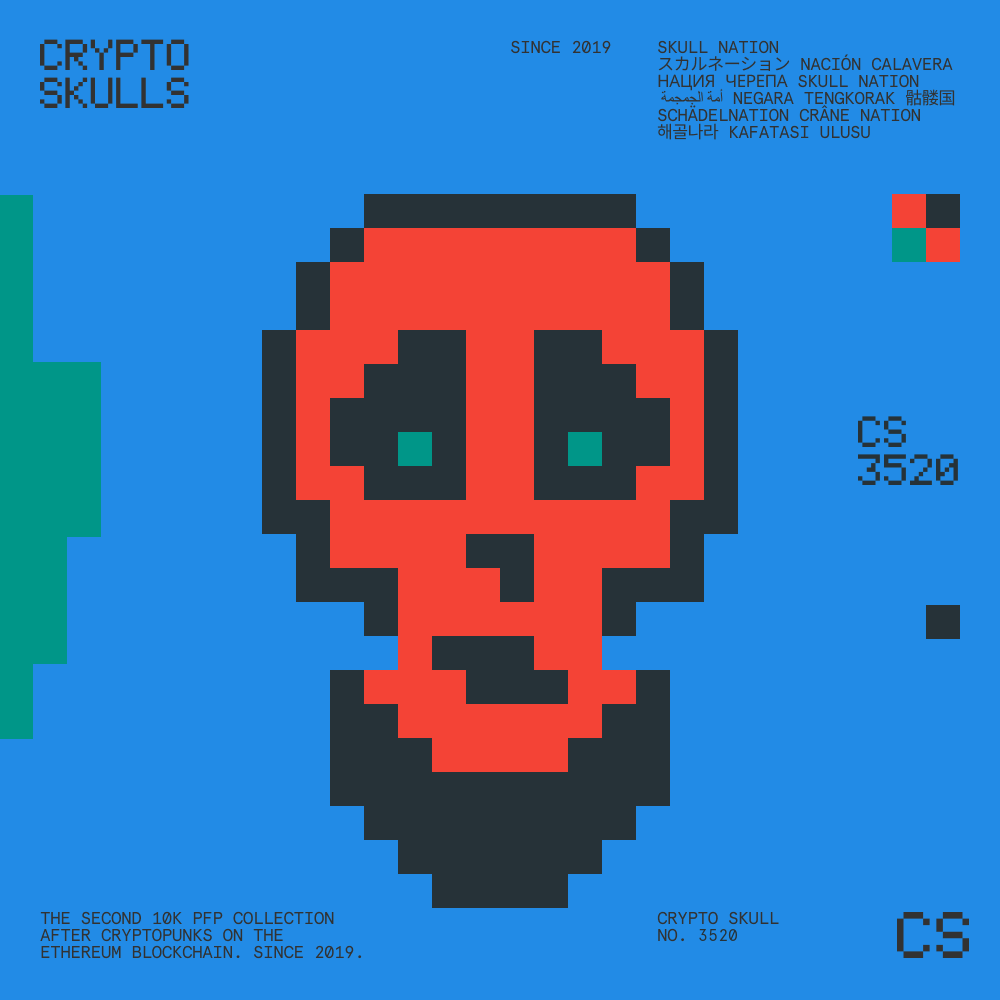 CRYPTO
SKULLS
SINCE 2019
SKULL NATION
スカルネーション NACIÓN CALAVERA
НАЦИЯ ЧЕРЕПА SKULL NATION
أمة الجمجمة NEGARA TENGKORAK 骷髅国
SCHÄDELNATION CRÂNE NATION
해골나라 KAFATASI ULUSU
CS
3520
THE SECOND 10K PFP COLLECTION
AFTER CRYPTOPUNKS ON THE
ETHEREUM BLOCKCHAIN. SINCE 2019.
CRYPTO SKULL
NO. 3520
CS